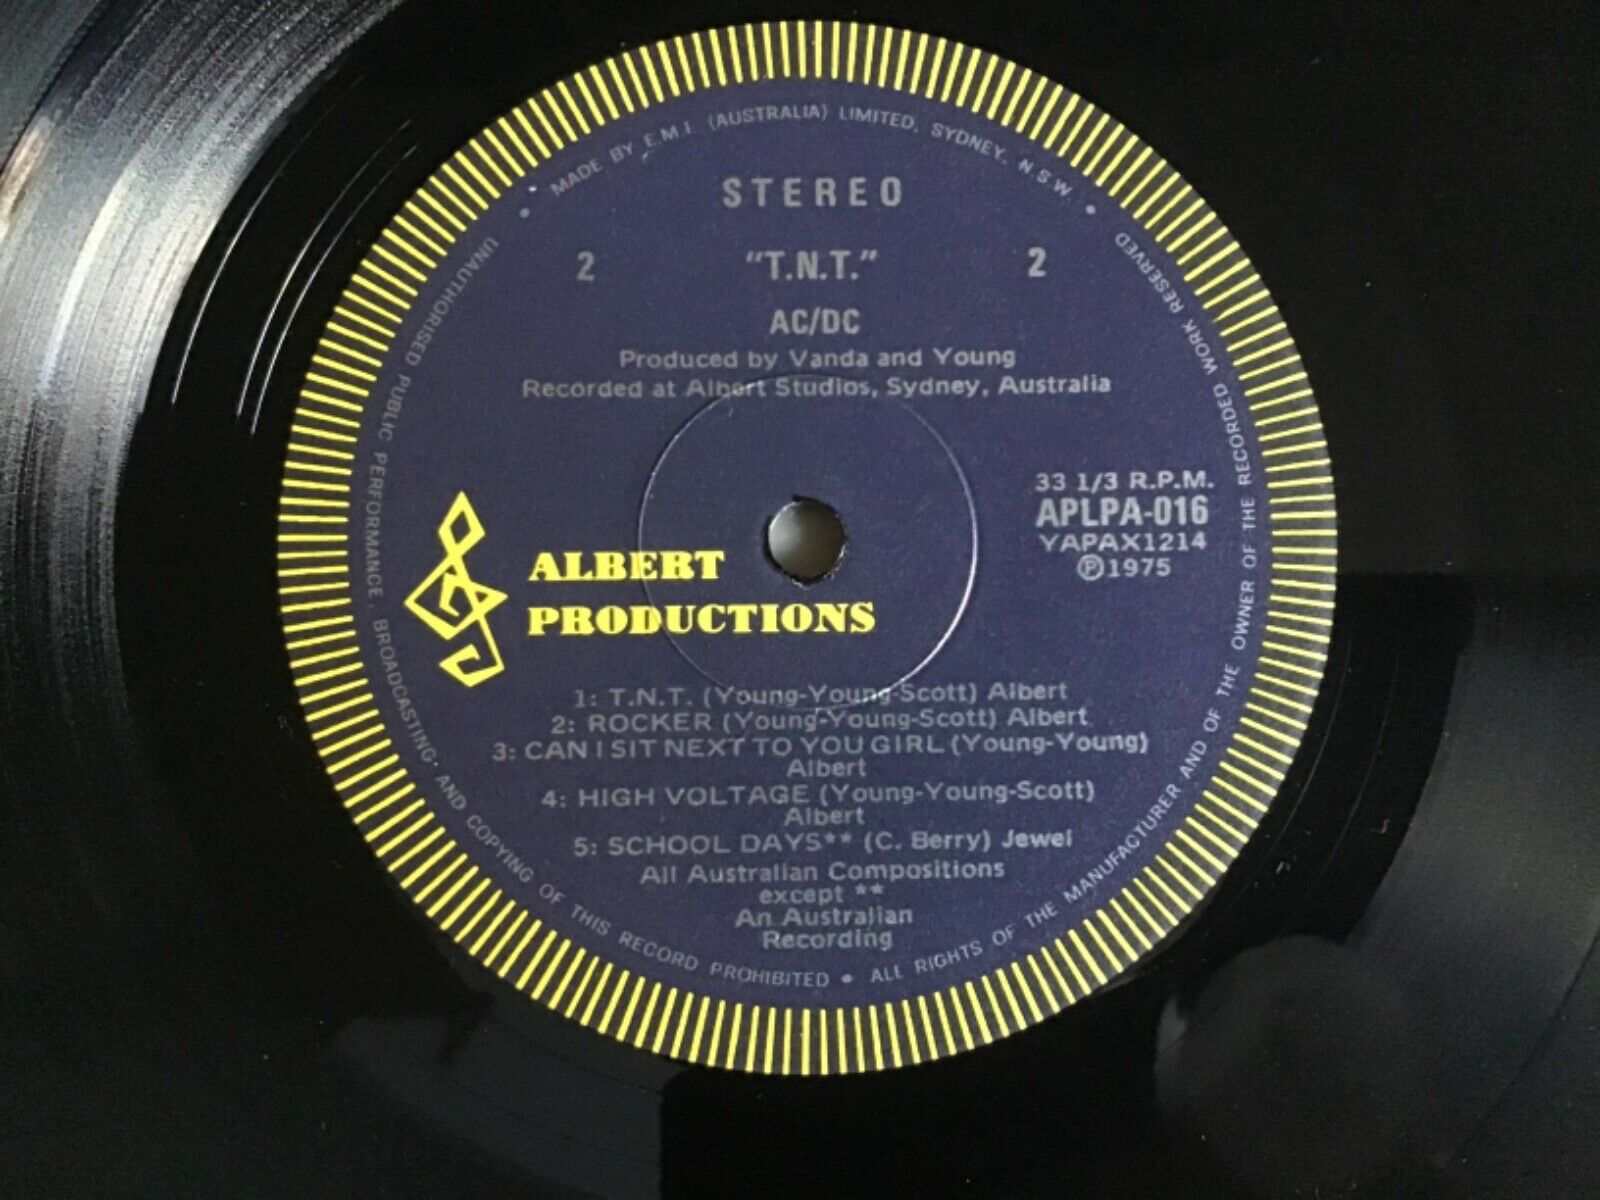 MADE BY E.M.I. (AUSTRALIA) LIMITED, SYDNEY, N S W.
STEREO
2 "T.N.T." 2
AC/DC
Produced by Vanda and Young
Recorded at Albert Studios, Sydney, Australia
33 1/3 R.P.M.
APLPA-016
YAPAX1214
Ⓟ1975
ALBERT
PRODUCTIONS
1: T.N.T. (Young-Young-Scott) Albert
2: ROCKER (Young-Young-Scott) Albert
3: CAN I SIT NEXT TO YOU GIRL (Young-Young)
Albert
4: HIGH VOLTAGE (Young-Young-Scott)
Albert
5: SCHOOL DAYS** (C. Berry) Jewel
All Australian Compositions
except **
An Australian
Recording
UNAUTHORISED PUBLIC PERFORMANCE, BROADCASTING AND COPYING OF THIS RECORD PROHIBITED • ALL RIGHTS OF THE MANUFACTURER AND OF THE OWNER OF THE RECORDED WORK RESERVED